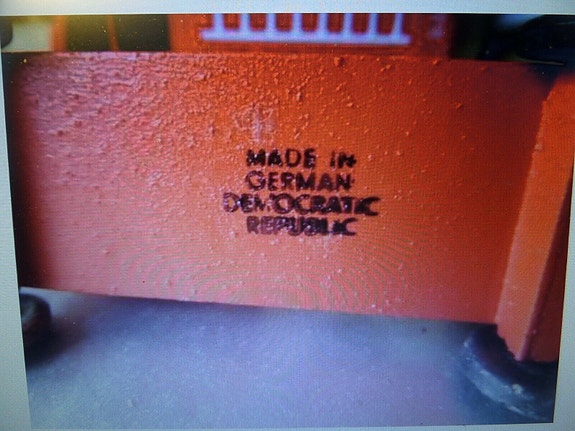 MADE IN
GERMAN
DEMOCRATIC
REPUBLIC